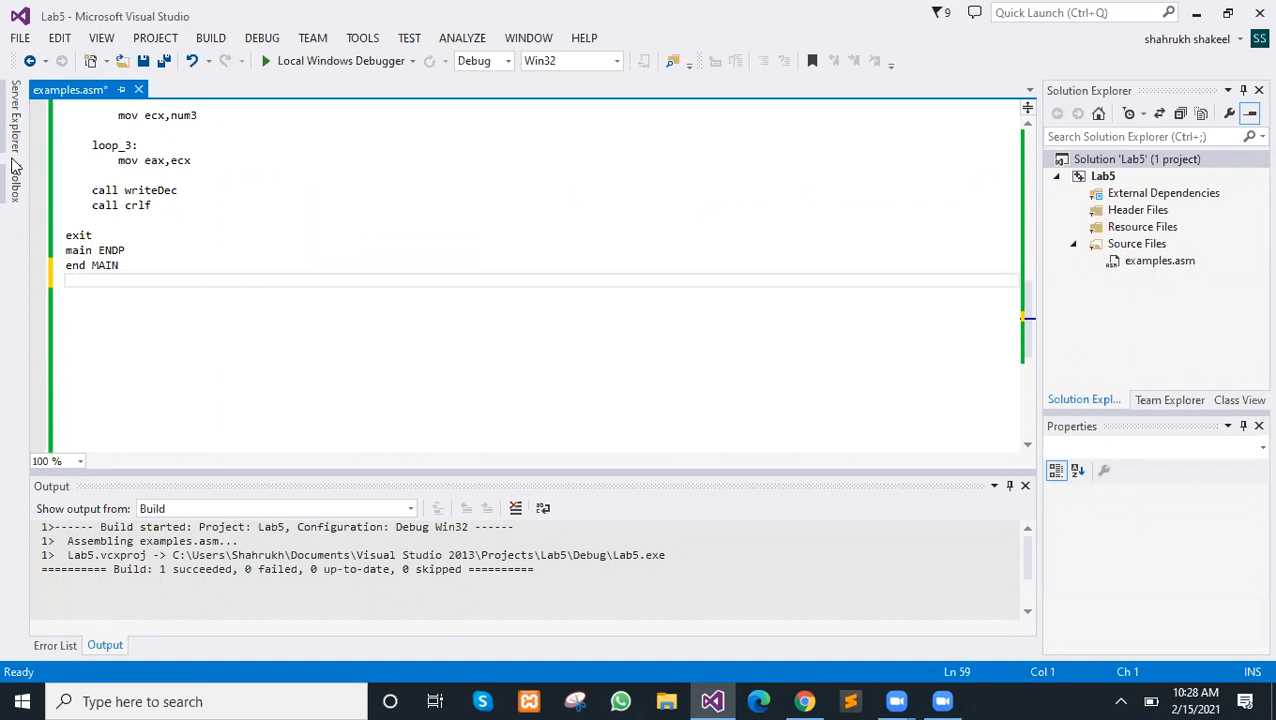 Lab5 - Microsoft Visual Studio
9
Quick Launch (Ctrl+Q)
FILE EDIT VIEW PROJECT BUILD DEBUG TEAM TOOLS TEST ANALYZE WINDOW HELP
shahrukh shakeel SS
Local Windows Debugger Debug Win32
Server Explorer
Toolbox
examples.asm*
mov ecx,num3
loop_3:
mov eax,ecx
call writeDec
call crlf
exit
main ENDP
end MAIN
100 %
Solution Explorer
Search Solution Explorer (Ctrl+;)
Solution 'Lab5' (1 project)
Lab5
External Dependencies
Header Files
Resource Files
Source Files
examples.asm
Solution Expl... Team Explorer Class View
Properties
Output
Show output from: Build
1>------ Build started: Project: Lab5, Configuration: Debug Win32 ------
1>  Assembling examples.asm...
1>  Lab5.vcxproj -> C:\Users\Shahrukh\Documents\Visual Studio 2013\Projects\Lab5\Debug\Lab5.exe
========== Build: 1 succeeded, 0 failed, 0 up-to-date, 0 skipped ==========
Error List Output
Ready Ln 59 Col 1 Ch 1 INS
Type here to search
10:28 AM
2/15/2021